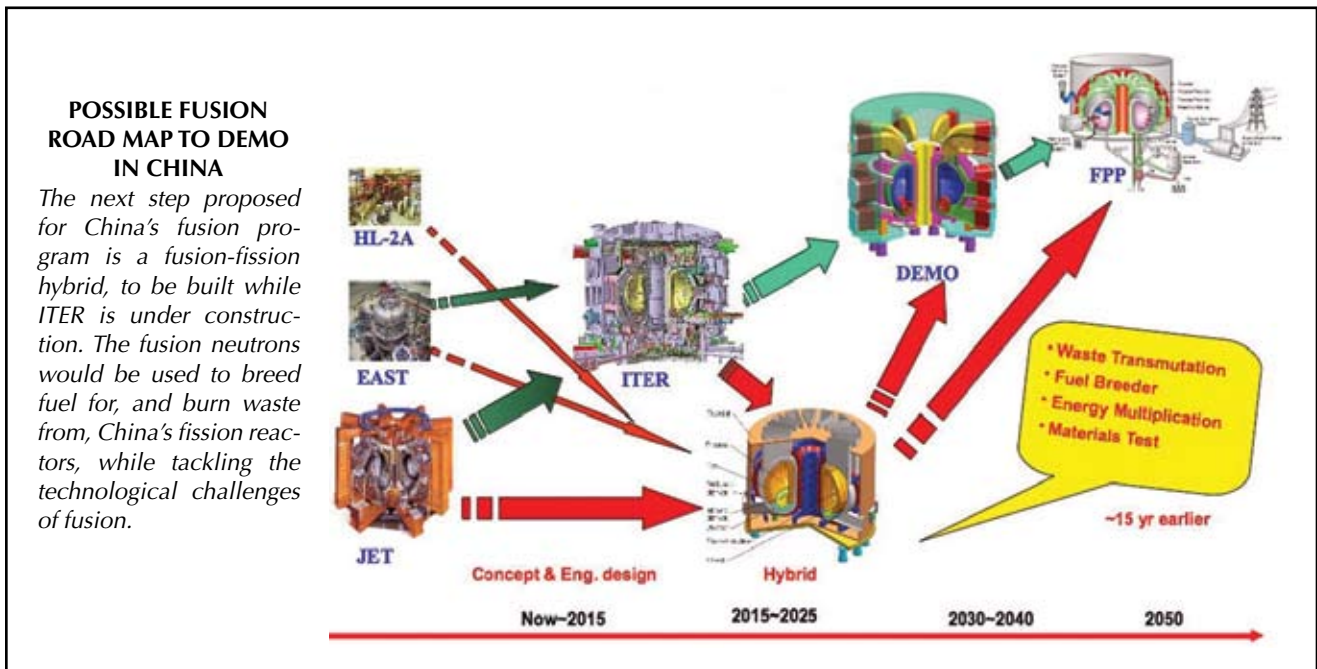 POSSIBLE FUSION
ROAD MAP TO DEMO
IN CHINA
The next step proposed
for China's fusion pro-
gram is a fusion-fission
hybrid, to be built while
ITER is under construc-
tion. The fusion neutrons
would be used to breed
fuel for, and burn waste
from, China's fission reac-
tors, while tackling the
technological challenges
of fusion.
HL-2A
EAST
JET
ITER
DEMO
FPP
• Waste Transmutation
• Fuel Breeder
• Energy Multiplication
• Materials Test
~15 yr earlier
Concept & Eng. design
Hybrid
Now~2015
2015~2025
2030~2040
2050